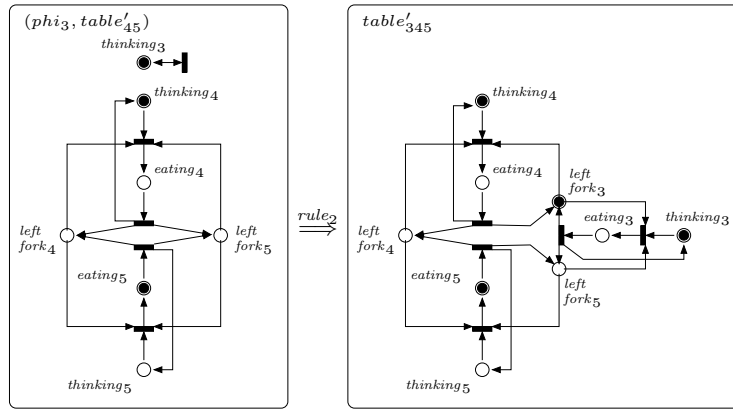 (phi₃, table′₄₅)
thinking₃
thinking₄
eating₄
left
fork₄
left
fork₅
eating₅
thinking₅
rule₂
⟹
table′₃₄₅
thinking₄
eating₄
left
fork₃
left
fork₄
eating₃
thinking₃
eating₅
left
fork₅
thinking₅